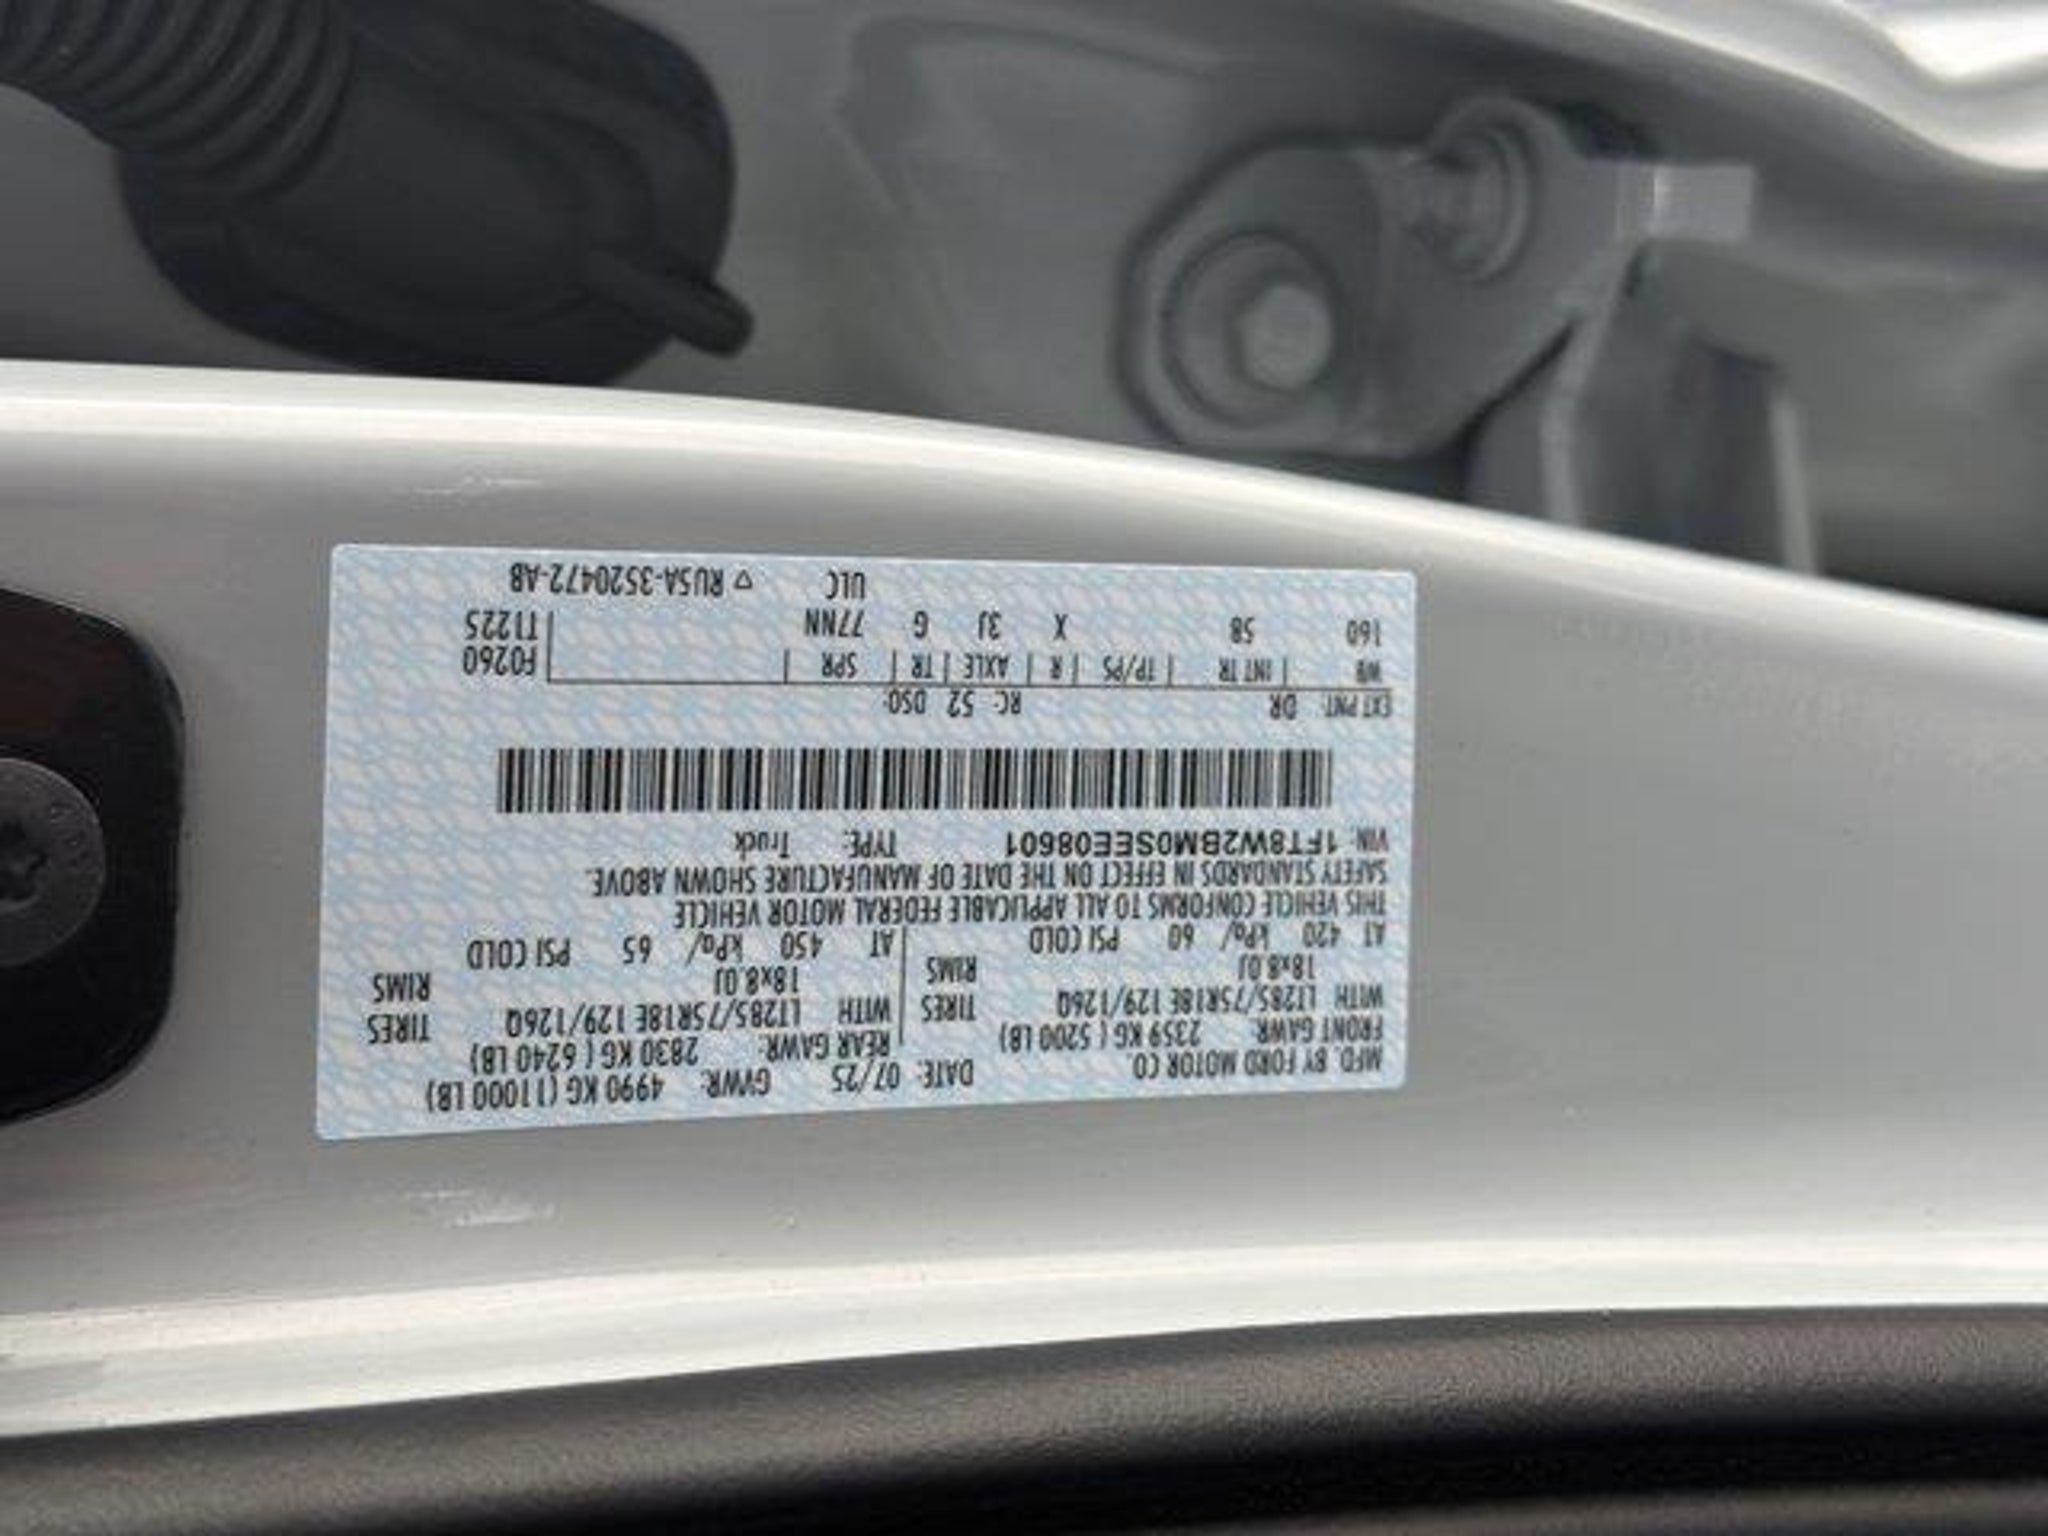 MFD. BY FORD MOTOR CO. DATE: 07/25 GVWR: 4990 KG (11000 LB)
FRONT GAWR: 2359 KG (5200 LB) REAR GAWR: 2830 KG (6240 LB)
WITH LT285/75R18E 129/126Q TIRES WITH LT285/75R18E 129/126Q TIRES
18x8.0J RIMS 18x8.0J RIMS
AT 420 kPa/ 60 PSI COLD AT 450 kPa/ 65 PSI COLD
THIS VEHICLE CONFORMS TO ALL APPLICABLE FEDERAL MOTOR VEHICLE
SAFETY STANDARDS IN EFFECT ON THE DATE OF MANUFACTURE SHOWN ABOVE.
VIN: 1FT8W2BM0SEE08601 TYPE: Truck
EXT PNT: DR RC: 52 DSO:
WB INT TR TP/PS R AXLE TR SPR F0260
160 58 X 3J G 77NN T1225
ULC ▽ RU5A-3520472-AB